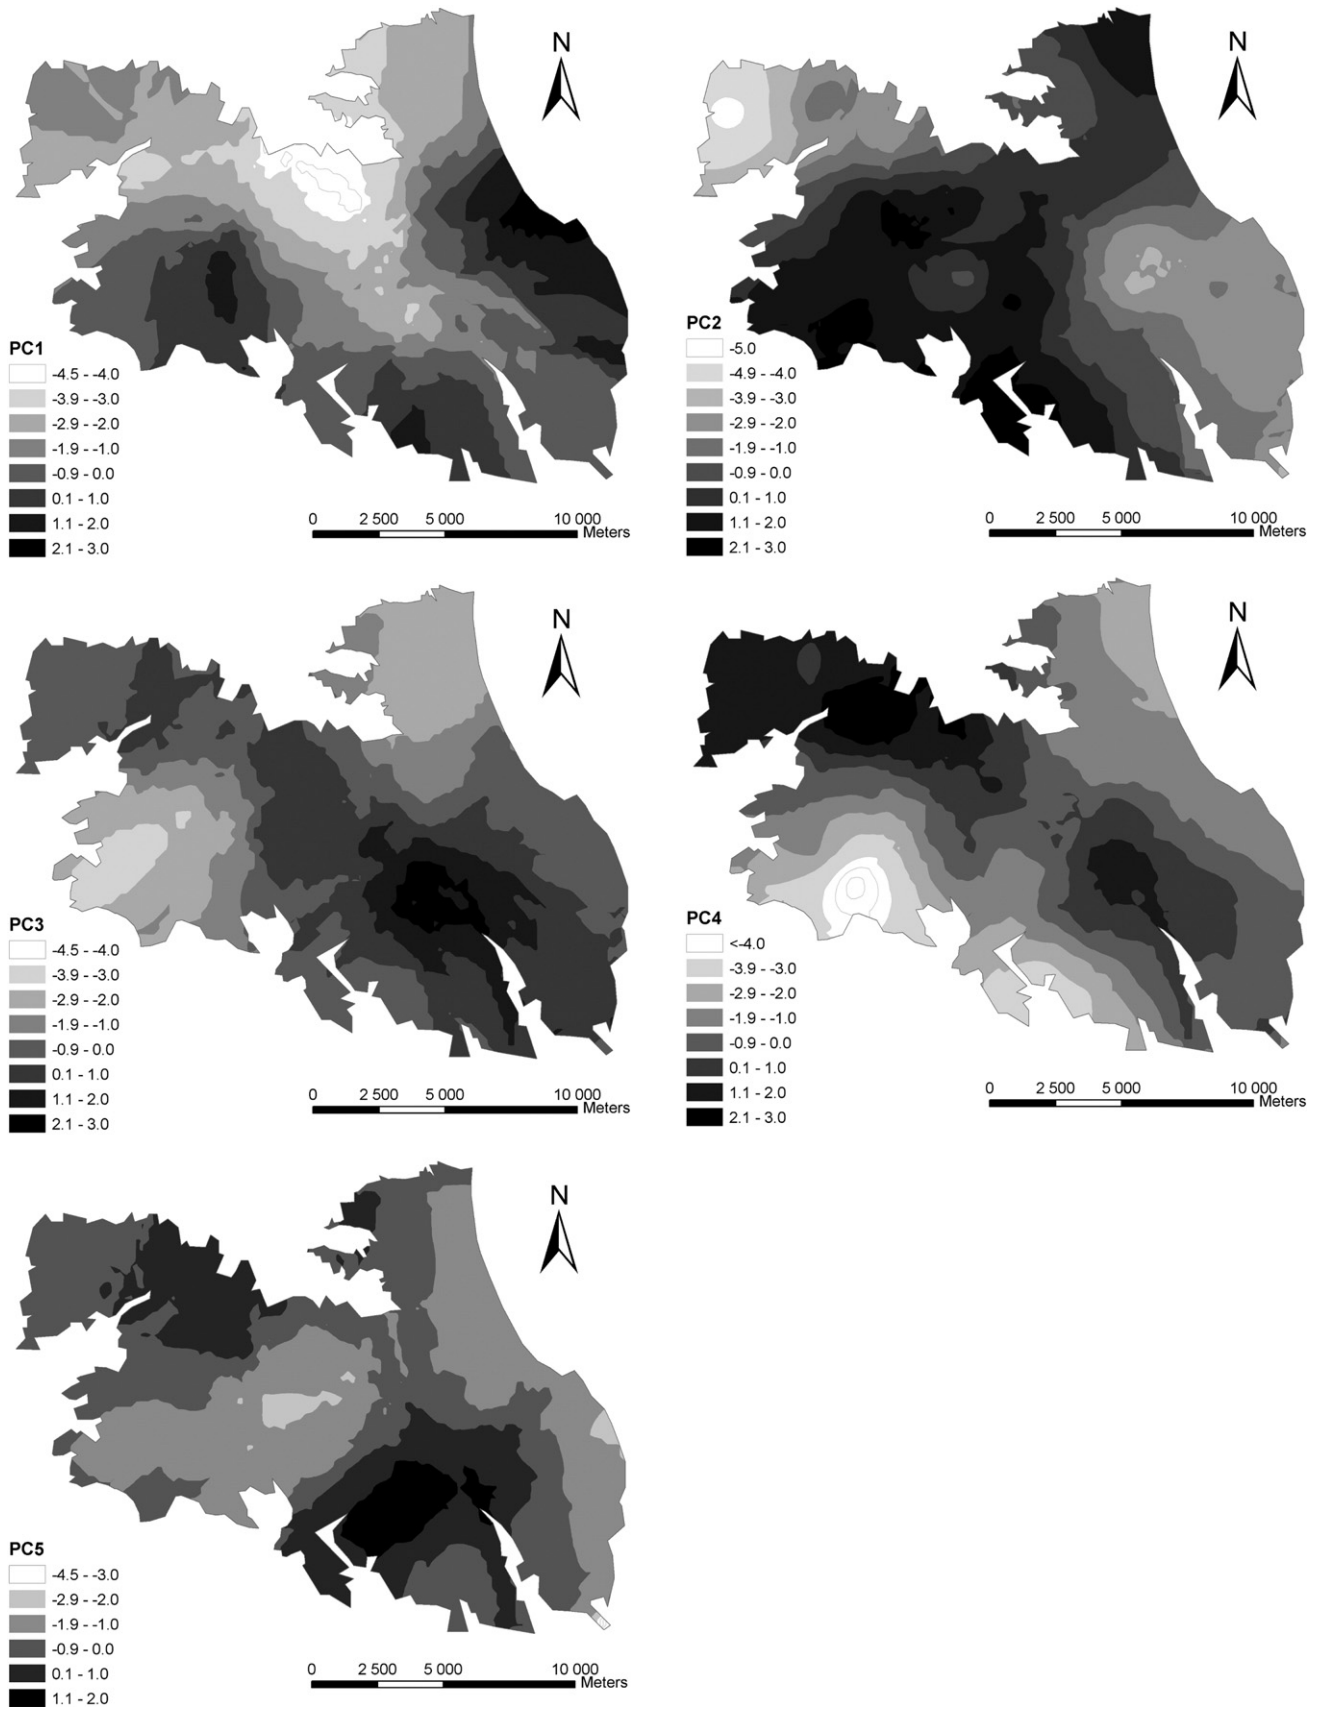 N
PC1
-4.5 - -4.0
-3.9 - -3.0
-2.9 - -2.0
-1.9 - -1.0
-0.9 - 0.0
0.1 - 1.0
1.1 - 2.0
2.1 - 3.0
0 2 500 5 000 10 000
Meters
N
PC2
-5.0
-4.9 - -4.0
-3.9 - -3.0
-2.9 - -2.0
-1.9 - -1.0
-0.9 - 0.0
0.1 - 1.0
1.1 - 2.0
2.1 - 3.0
0 2 500 5 000 10 000
Meters
N
PC3
-4.5 - -4.0
-3.9 - -3.0
-2.9 - -2.0
-1.9 - -1.0
-0.9 - 0.0
0.1 - 1.0
1.1 - 2.0
2.1 - 3.0
0 2 500 5 000 10 000
Meters
N
PC4
<-4.0
-3.9 - -3.0
-2.9 - -2.0
-1.9 - -1.0
-0.9 - 0.0
0.1 - 1.0
1.1 - 2.0
2.1 - 3.0
0 2 500 5 000 10 000
Meters
N
PC5
-4.5 - -3.0
-2.9 - -2.0
-1.9 - -1.0
-0.9 - 0.0
0.1 - 1.0
1.1 - 2.0
0 2 500 5 000 10 000
Meters